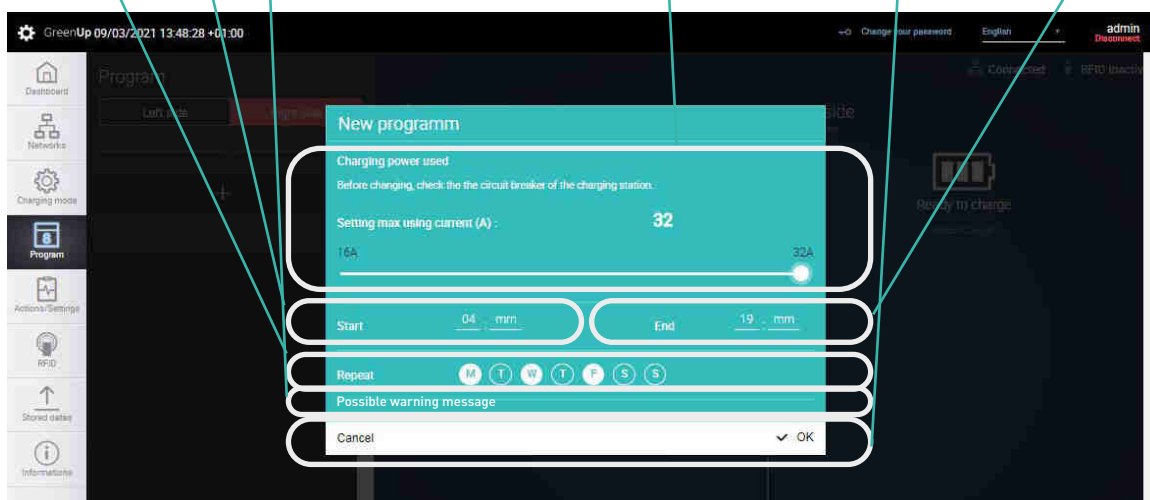 GreenUp 09/03/2021 13:48:28 +01:00
Change your password
English
admin
Disconnect
Dashboard
Networks
Charging mode
8
Program
Actions/Settings
RFID
Stored dates
Informations
Program
Left side
Connected
side
Ready to charge
New programm
Charging power used
Before changing, check the the circuit breaker of the charging station.
Setting max using current (A) :
32
16A
32A
Start
04 : mm
End
19 : mm
Repeat
M T W T F S S
Possible warning message
Cancel
OK